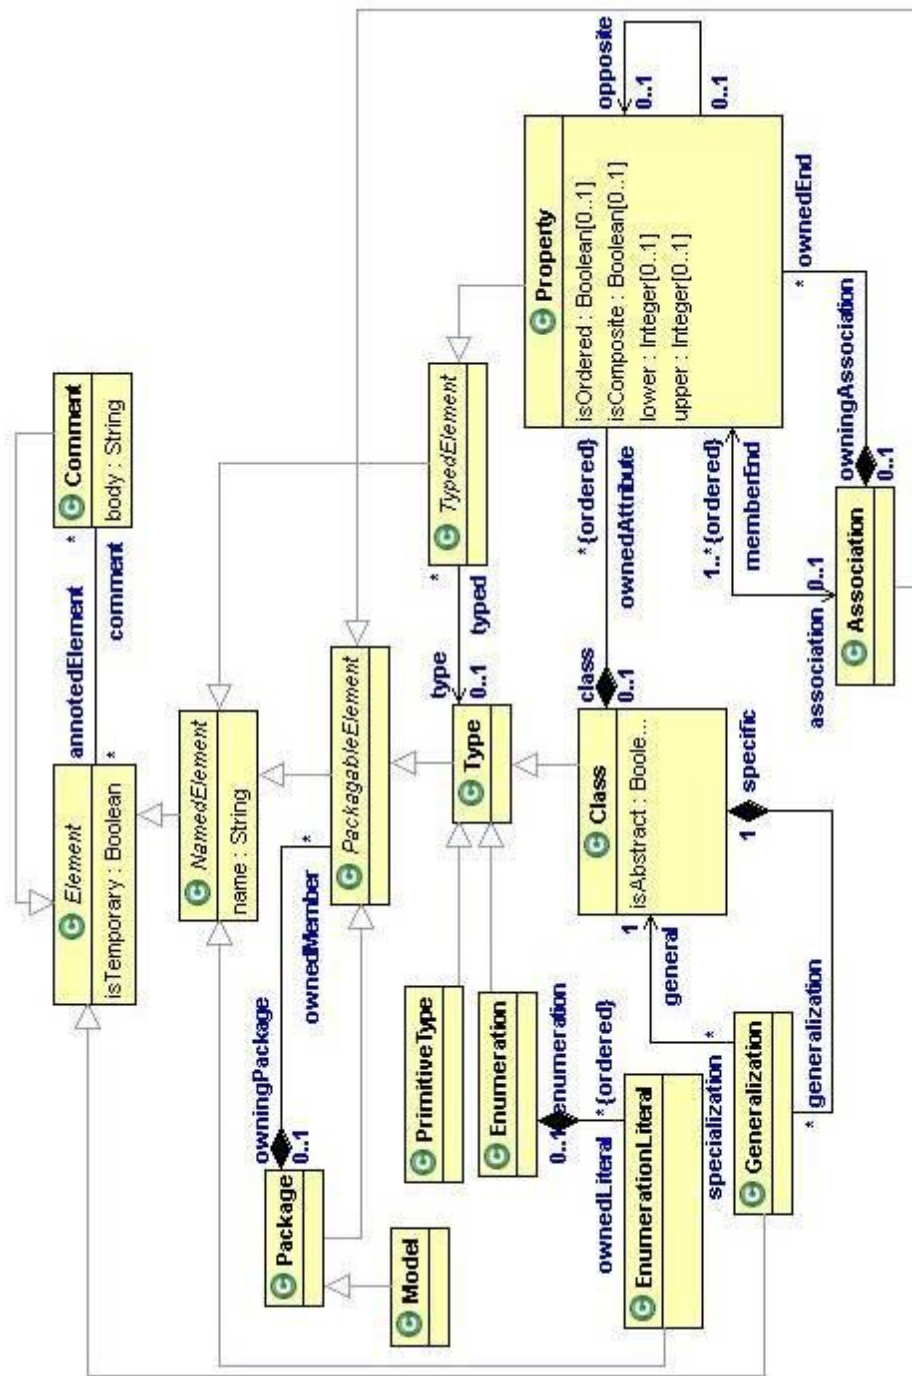 Element
isTemporary : Boolean
annotedElement
*
*
comment
Comment
body : String
NamedElement
name : String
Package
owningPackage
0..1
*
ownedMember
PackagableElement
Model
PrimitiveType
Type
type
0..1
*
typed
TypedElement
Enumeration
0..1
enumeration
ownedLiteral
*{ordered}
EnumerationLiteral
Class
isAbstract : Boole...
class
0..1
*{ordered}
ownedAttribute
Property
isOrdered : Boolean[0..1]
isComposite : Boolean[0..1]
lower : Integer[0..1]
upper : Integer[0..1]
opposite
0..1
0..1
1
general
specialization
*
1
specific
Generalization
*
generalization
1..*{ordered}
memberEnd
association
0..1
*
ownedEnd
owningAssociation
0..1
Association